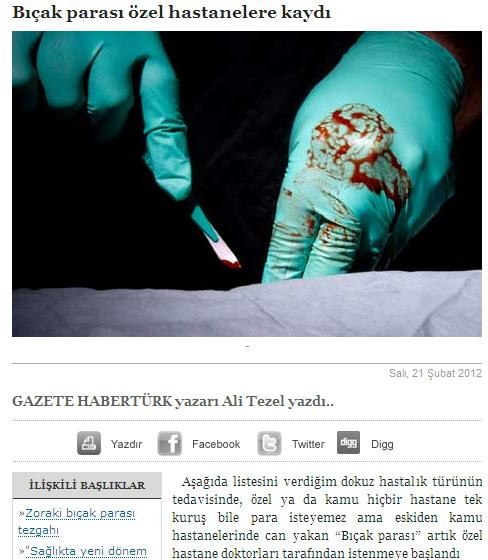 Bıçak parası özel hastanelere kaydı
Salı, 21 Şubat 2012
GAZETE HABERTÜRK yazarı Ali Tezel yazdı..
Yazdır Facebook Twitter digg Digg
İLİŞKİLİ BAŞLIKLAR
»Zoraki bıçak parası
tezgahı
»"Sağlıkta yeni dönem
Aşağıda listesini verdiğim dokuz hastalık türünün
tedavisinde, özel ya da kamu hiçbir hastane tek
kuruş bile para isteyemez ama eskiden kamu
hastanelerinde can yakan “Bıçak parası” artık özel
hastane doktorları tarafından istenmeye başlandı